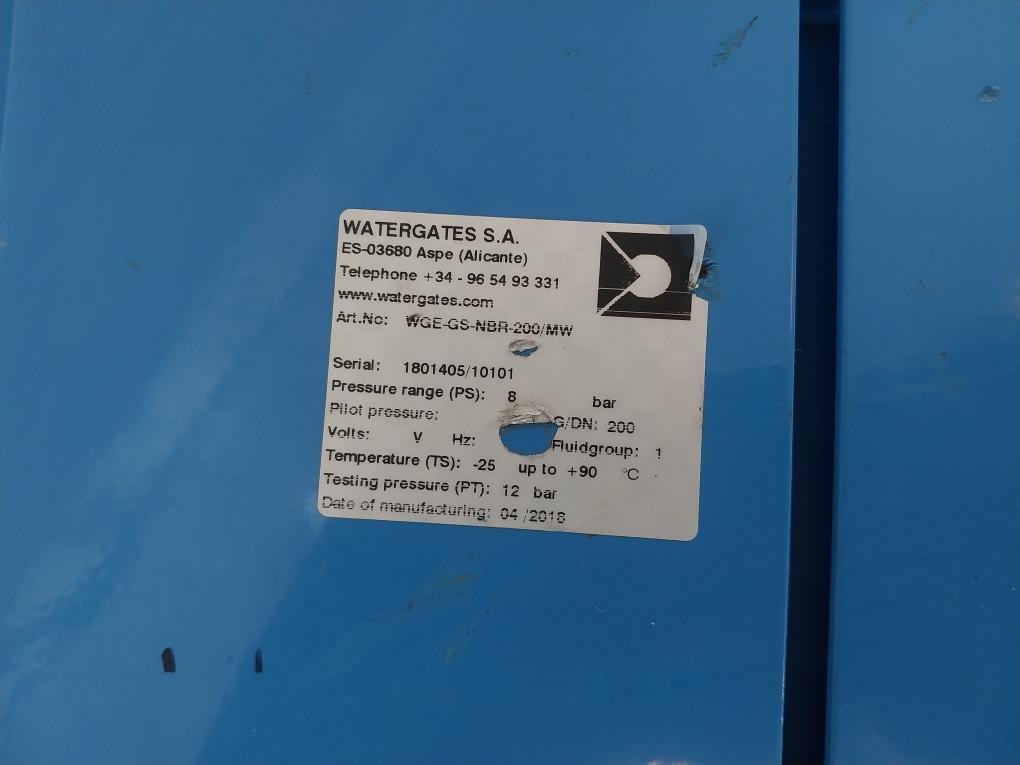 WATERGATES S.A.
ES-03680 Aspe (Alicante)
Telephone +34 - 96 54 93 331
www.watergates.com
Art.No: WGE-GS-NBR-200/MW
Serial: 1801405/10101
Pressure range (PS): 8 bar
Pilot pressure: G/DN: 200
Volts: V Hz: Fluidgroup: 1
Temperature (TS): -25 up to +90 °C
Testing pressure (PT): 12 bar
Date of manufacturing: 04 /2018